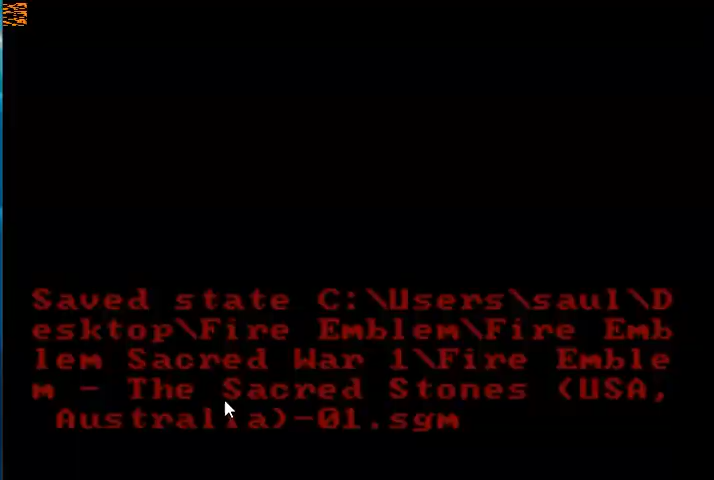 Saved state C:\Users\saul\D
esktop\Fire Emblem\Fire Emb
lem Sacred War 1\Fire Emble
m - The Sacred Stones (USA,
Australia)-01.sgm